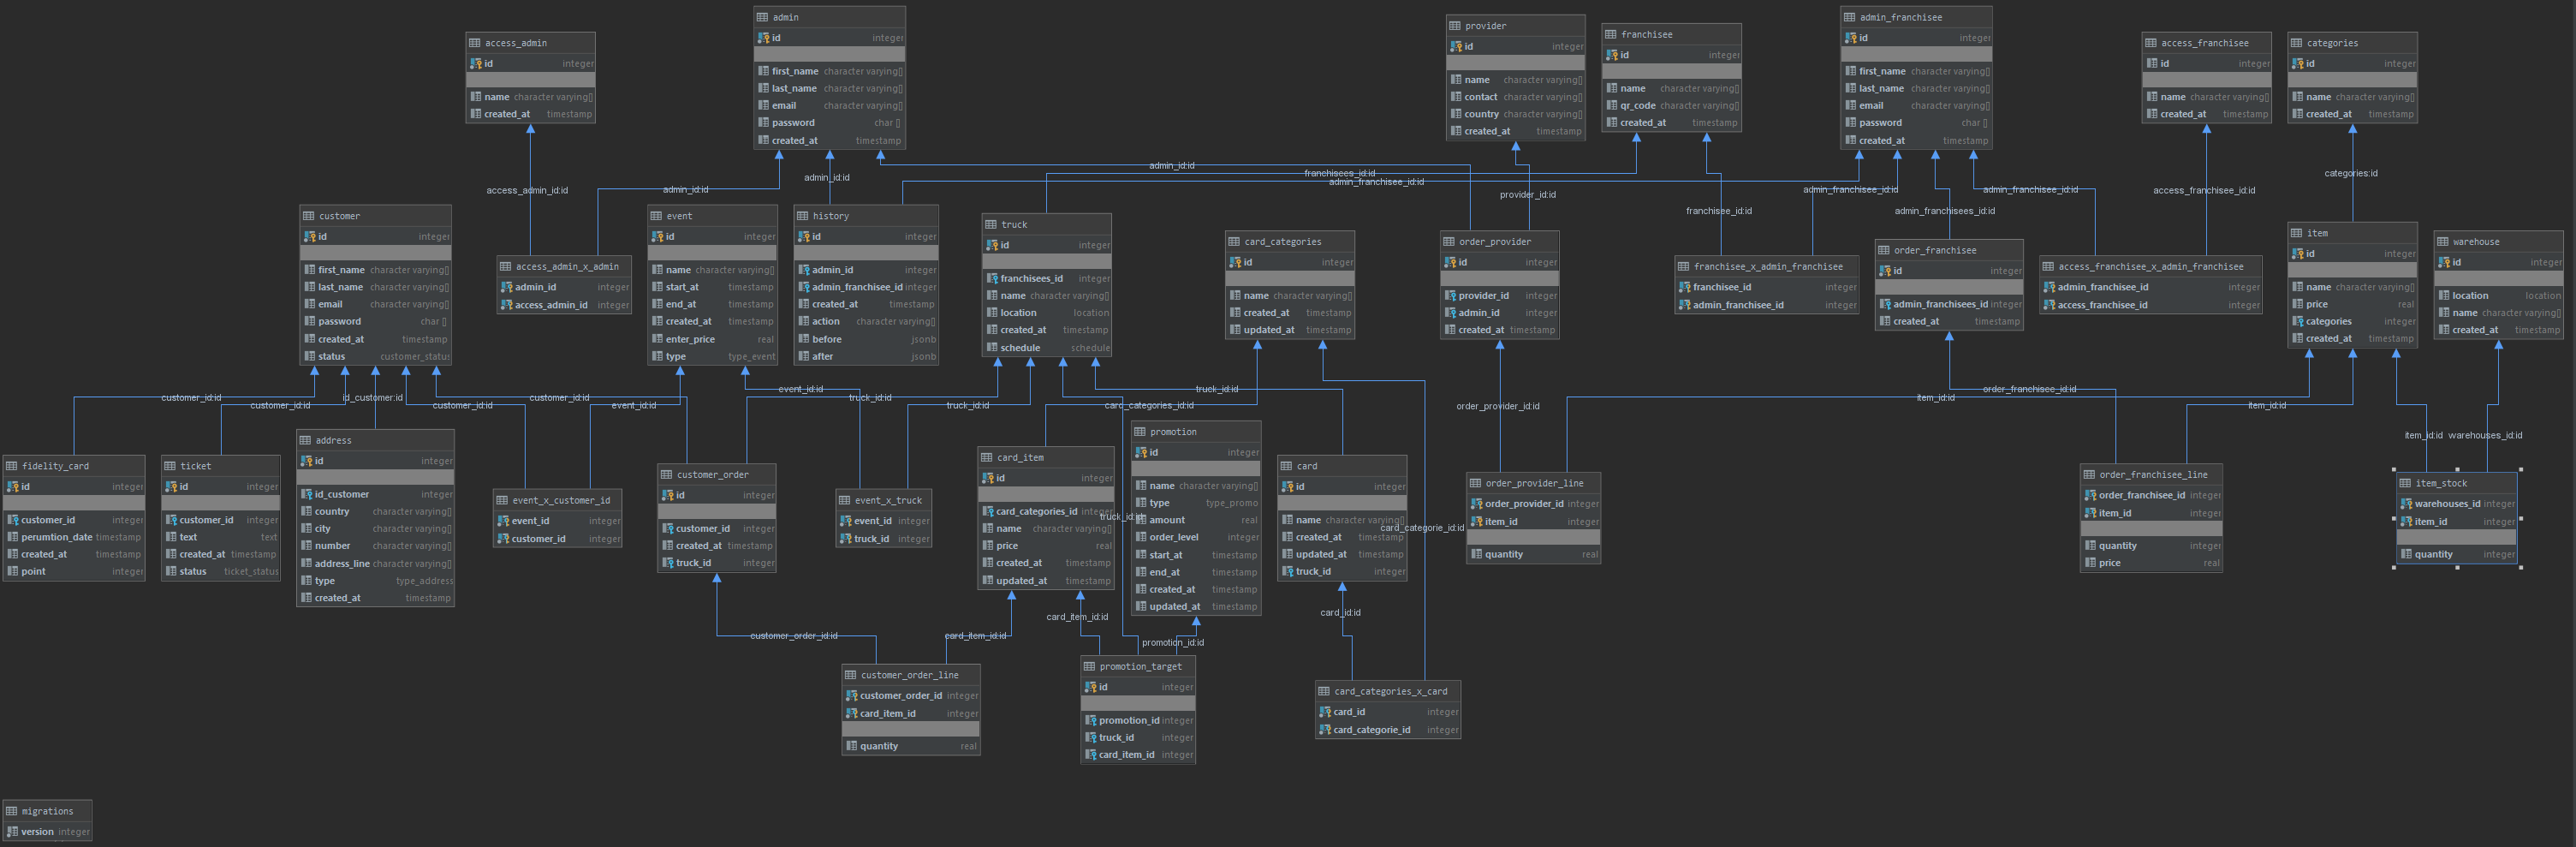 admin
id integer
first_name character varying[]
last_name character varying[]
email character varying[]
password char []
created_at timestamp
provider
id integer
name character varying[]
contact character varying[]
country character varying[]
created_at timestamp
franchisee
id integer
name character varying[]
qr_code character varying[]
created_at timestamp
admin_franchisee
id integer
first_name character varying[]
last_name character varying[]
email character varying[]
password char []
created_at timestamp
access_admin
id integer
name character varying[]
created_at timestamp
access_franchisee
id integer
name character varying[]
created_at timestamp
categories
id integer
name character varying[]
created_at timestamp
access_admin_id:id
admin_id:id
admin_id:id
admin_id:id
franchisees_id:id
admin_franchisee_id:id
provider_id:id
franchisee_id:id
admin_franchisee_id:id
admin_franchisees_id:id
admin_franchisee_id:id
access_franchisee_id:id
categories:id
customer
id integer
first_name character varying[]
last_name character varying[]
email character varying[]
password char []
created_at timestamp
status customer_status
access_admin_x_admin
admin_id integer
access_admin_id integer
event
id integer
name character varying[]
start_at timestamp
end_at timestamp
created_at timestamp
enter_price real
type type_event
history
id integer
admin_id integer
admin_franchisee_id integer
created_at timestamp
action character varying[]
before jsonb
after jsonb
truck
id integer
franchisees_id integer
name character varying[]
location location
created_at timestamp
schedule schedule
card_categories
id integer
name character varying[]
created_at timestamp
updated_at timestamp
order_provider
id integer
provider_id integer
admin_id integer
created_at timestamp
franchisee_x_admin_franchisee
franchisee_id integer
admin_franchisee_id integer
order_franchisee
id integer
admin_franchisees_id integer
created_at timestamp
access_franchisee_x_admin_franchisee
admin_franchisee_id integer
access_franchisee_id integer
item
id integer
name character varying[]
price real
categories integer
created_at timestamp
warehouse
id integer
location location
name character varying[]
created_at timestamp
customer_id:id
customer_id:id
id_customer:id
customer_id:id
customer_id:id
event_id:id
event_id:id
truck_id:id
truck_id:id
card_categories_id:id
truck_id:id
order_provider_id:id
item_id:id
order_franchisee_id:id
item_id:id
item_id:id
warehouses_id:id
fidelity_card
id integer
customer_id integer
perumtion_date timestamp
created_at timestamp
point integer
ticket
id integer
customer_id integer
text text
created_at timestamp
status ticket_status
address
id integer
id_customer integer
country character varying[]
city character varying[]
number character varying[]
address_line character varying[]
type type_address
created_at timestamp
event_x_customer_id
event_id integer
customer_id integer
customer_order
id integer
customer_id integer
created_at timestamp
truck_id integer
event_x_truck
event_id integer
truck_id integer
card_item
id integer
card_categories_id integer
name character varying[]
price real
created_at timestamp
updated_at timestamp
truck_id:id
promotion
id integer
name character varying[]
type type_promo
amount real
order_level integer
start_at timestamp
end_at timestamp
created_at timestamp
updated_at timestamp
card
id integer
name character varying[]
created_at timestamp
updated_at timestamp
truck_id integer
card_categorie_id:id
order_provider_line
order_provider_id integer
item_id integer
quantity real
order_franchisee_line
order_franchisee_id integer
item_id integer
quantity integer
price real
item_stock
warehouses_id integer
item_id integer
quantity integer
customer_order_id:id
card_item_id:id
card_item_id:id
promotion_id:id
card_id:id
customer_order_line
customer_order_id integer
card_item_id integer
quantity real
promotion_target
id integer
promotion_id integer
truck_id integer
card_item_id integer
card_categories_x_card
card_id integer
card_categorie_id integer
migrations
version integer